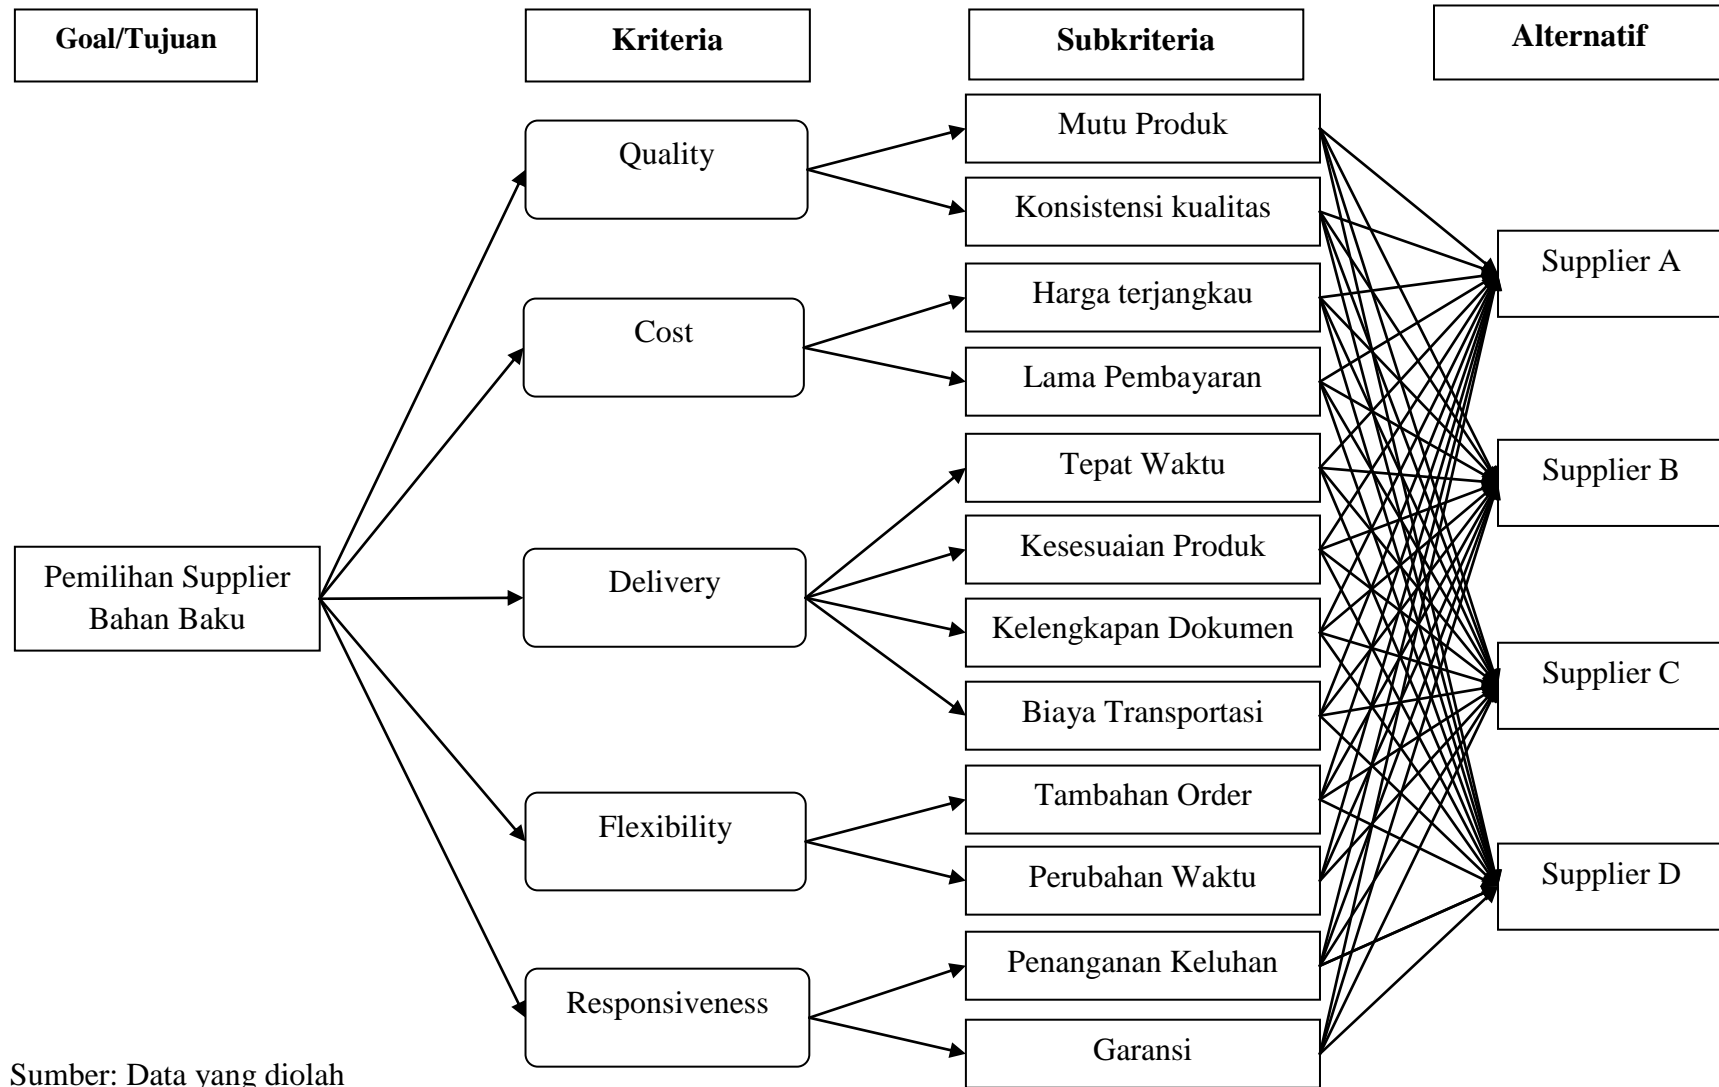 Goal/Tujuan
Kriteria
Subkriteria
Alternatif
Quality
Cost
Delivery
Flexibility
Responsiveness
Pemilihan Supplier
Bahan Baku
Mutu Produk
Konsistensi kualitas
Harga terjangkau
Lama Pembayaran
Tepat Waktu
Kesesuaian Produk
Kelengkapan Dokumen
Biaya Transportasi
Tambahan Order
Perubahan Waktu
Penanganan Keluhan
Garansi
Supplier A
Supplier B
Supplier C
Supplier D
Sumber: Data yang diolah